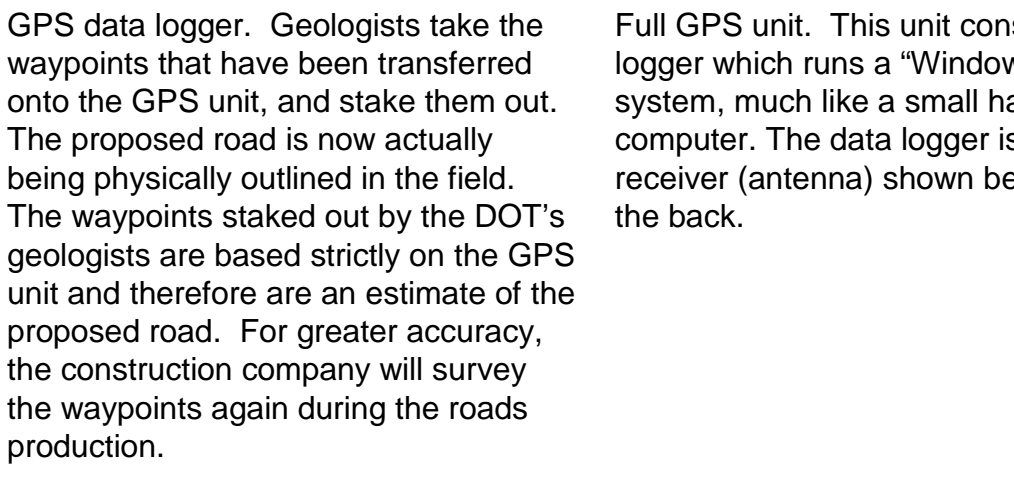 GPS data logger.  Geologists take the
waypoints that have been transferred
onto the GPS unit, and stake them out.
The proposed road is now actually
being physically outlined in the field.
The waypoints staked out by the DOT's
geologists are based strictly on the GPS
unit and therefore are an estimate of the
proposed road.  For greater accuracy,
the construction company will survey
the waypoints again during the roads
production.
Full GPS unit.  This unit
logger which runs a
system, much like a small
computer. The data logger
receiver (antenna) shown
the back.